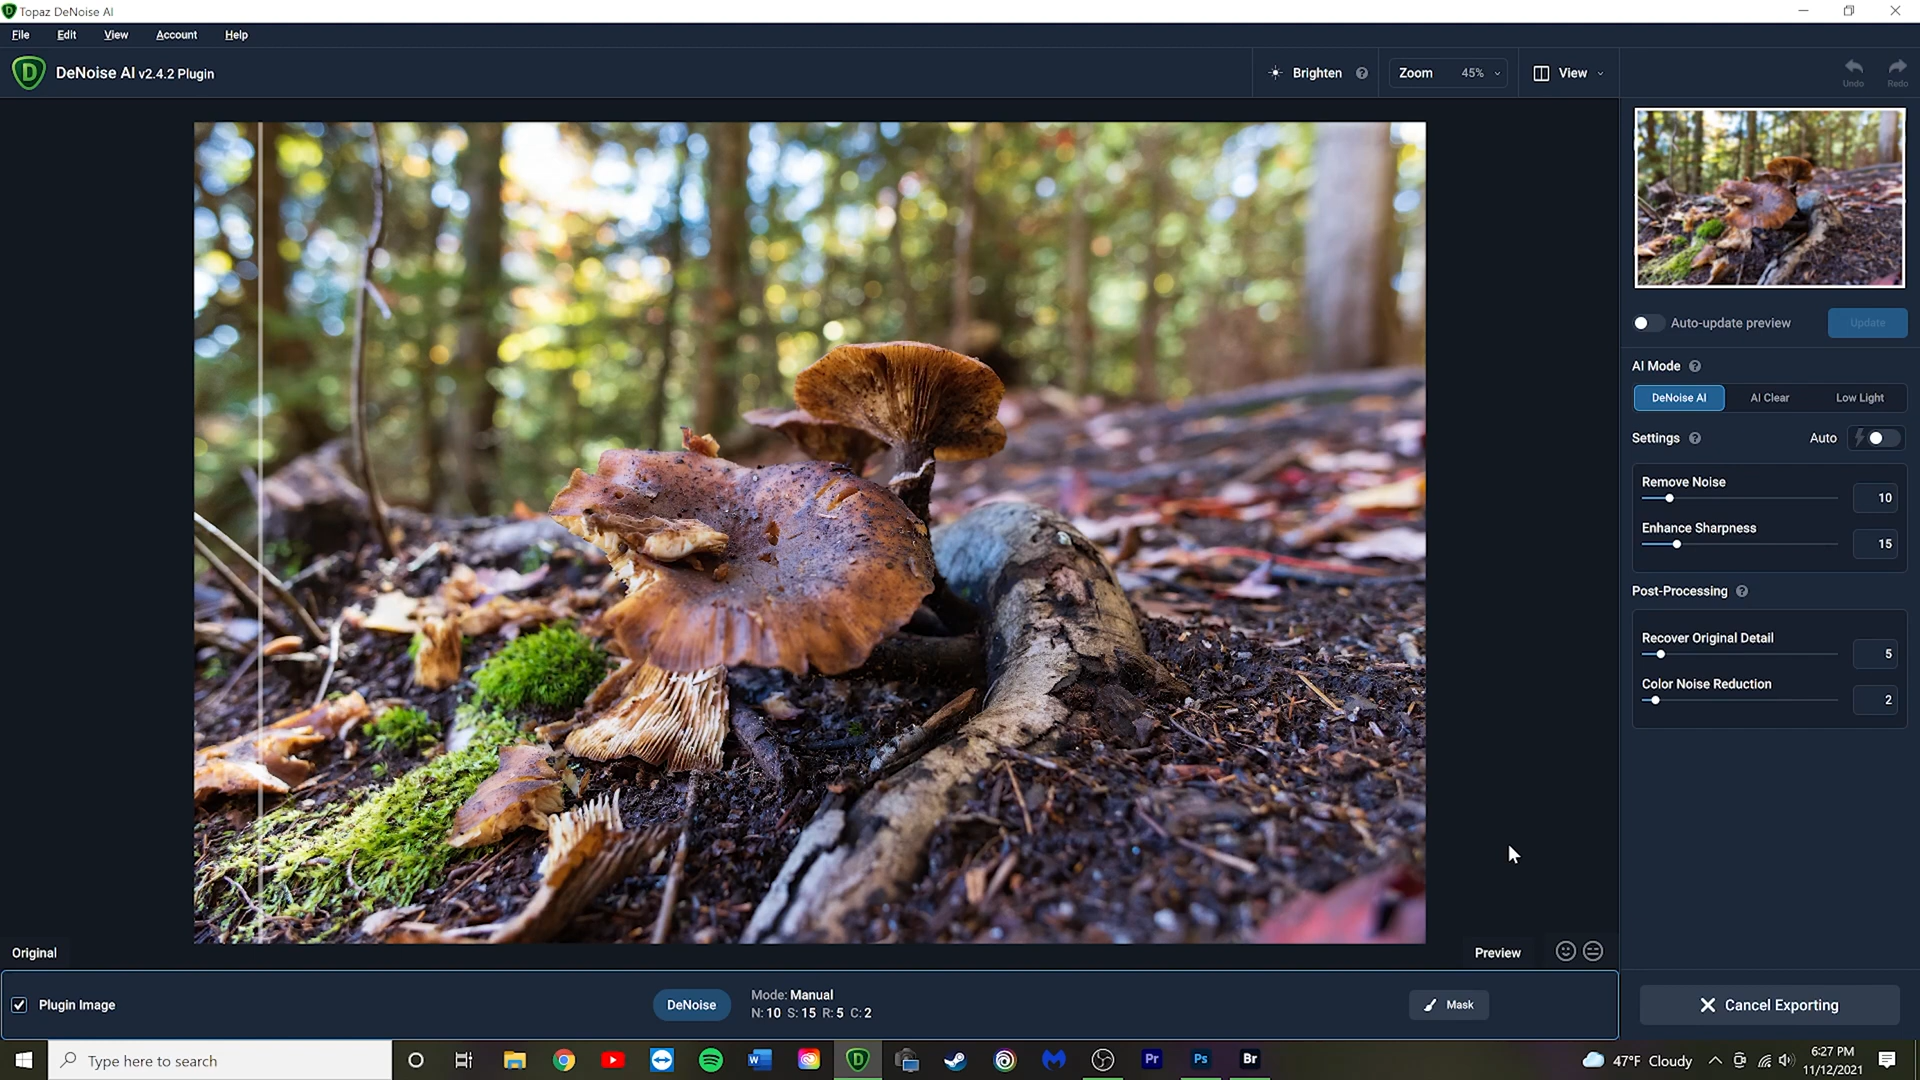 Topaz DeNoise AI
File Edit View Account Help
DeNoise AI v2.4.2 Plugin
Brighten Zoom 45% View Undo Redo
Auto-update preview Update
AI Mode
DeNoise AI AI Clear Low Light
Settings Auto
Remove Noise
10
Enhance Sharpness
15
Post-Processing
Recover Original Detail
5
Color Noise Reduction
2
Original Preview
Plugin Image DeNoise Mode: Manual
N: 10 S: 15 R: 5 C: 2
Mask
Cancel Exporting
Type here to search
Pr Ps Br
47°F Cloudy
6:27 PM
11/12/2021